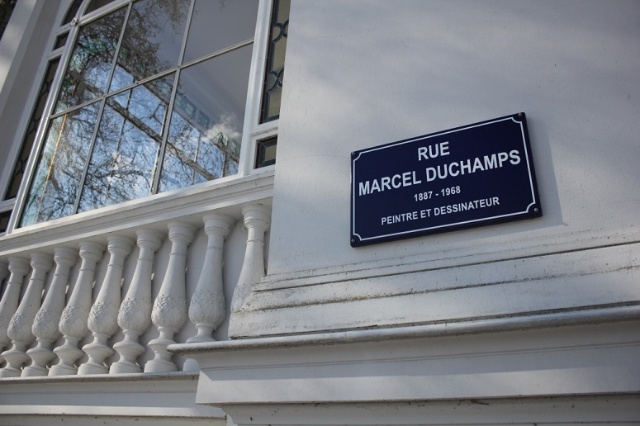 RUE
MARCEL DUCHAMPS
1887 - 1968
PEINTRE ET DESSINATEUR